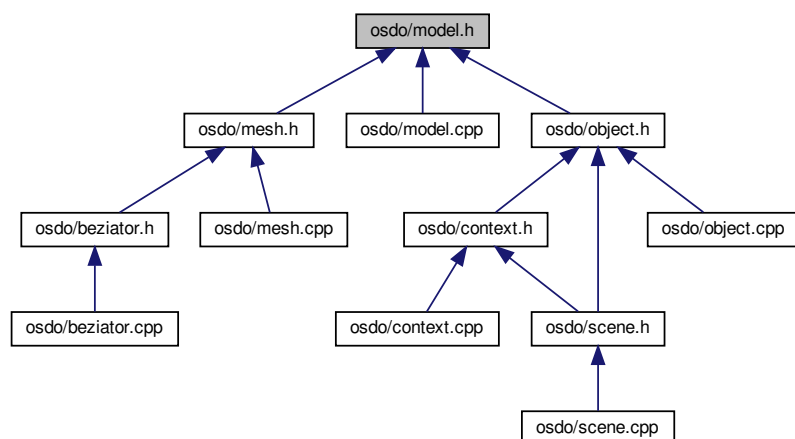 osdo/model.h
osdo/mesh.h
osdo/model.cpp
osdo/object.h
osdo/beziator.h
osdo/mesh.cpp
osdo/context.h
osdo/object.cpp
osdo/beziator.cpp
osdo/context.cpp
osdo/scene.h
osdo/scene.cpp